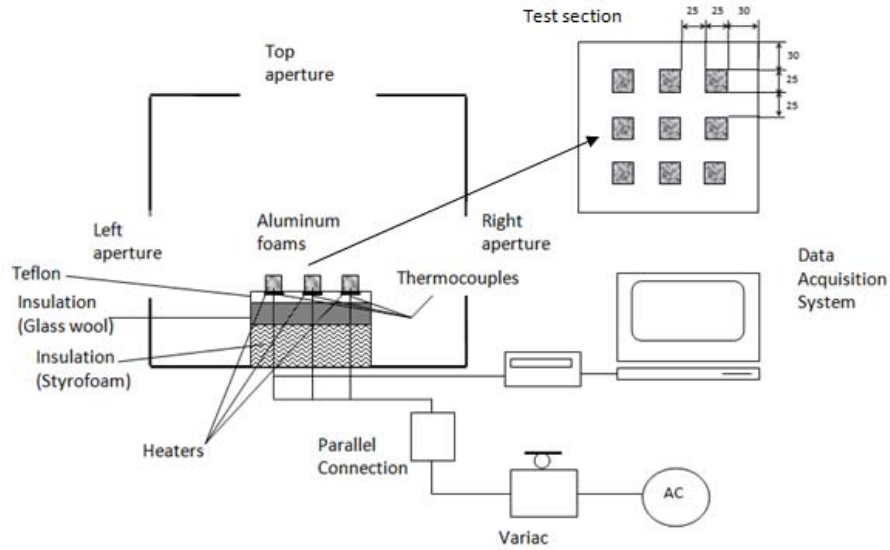 Test section
25
25
30
30
25
25
Top
aperture
Left
aperture
Aluminum
foams
Right
aperture
Teflon
Thermocouples
Insulation
(Glass wool)
Data
Acquisition
System
Insulation
(Styrofoam)
Heaters
Parallel
Connection
AC
Variac